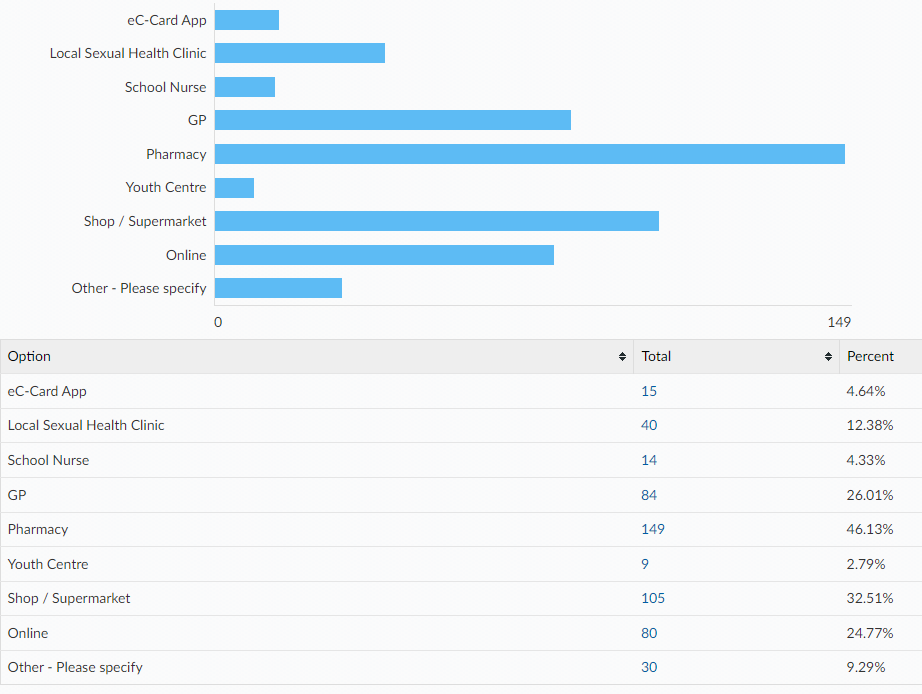 eC-Card App
Local Sexual Health Clinic
School Nurse
GP
Pharmacy
Youth Centre
Shop / Supermarket
Online
Other - Please specify
0 149
Option Total Percent
eC-Card App 15 4.64%
Local Sexual Health Clinic 40 12.38%
School Nurse 14 4.33%
GP 84 26.01%
Pharmacy 149 46.13%
Youth Centre 9 2.79%
Shop / Supermarket 105 32.51%
Online 80 24.77%
Other - Please specify 30 9.29%